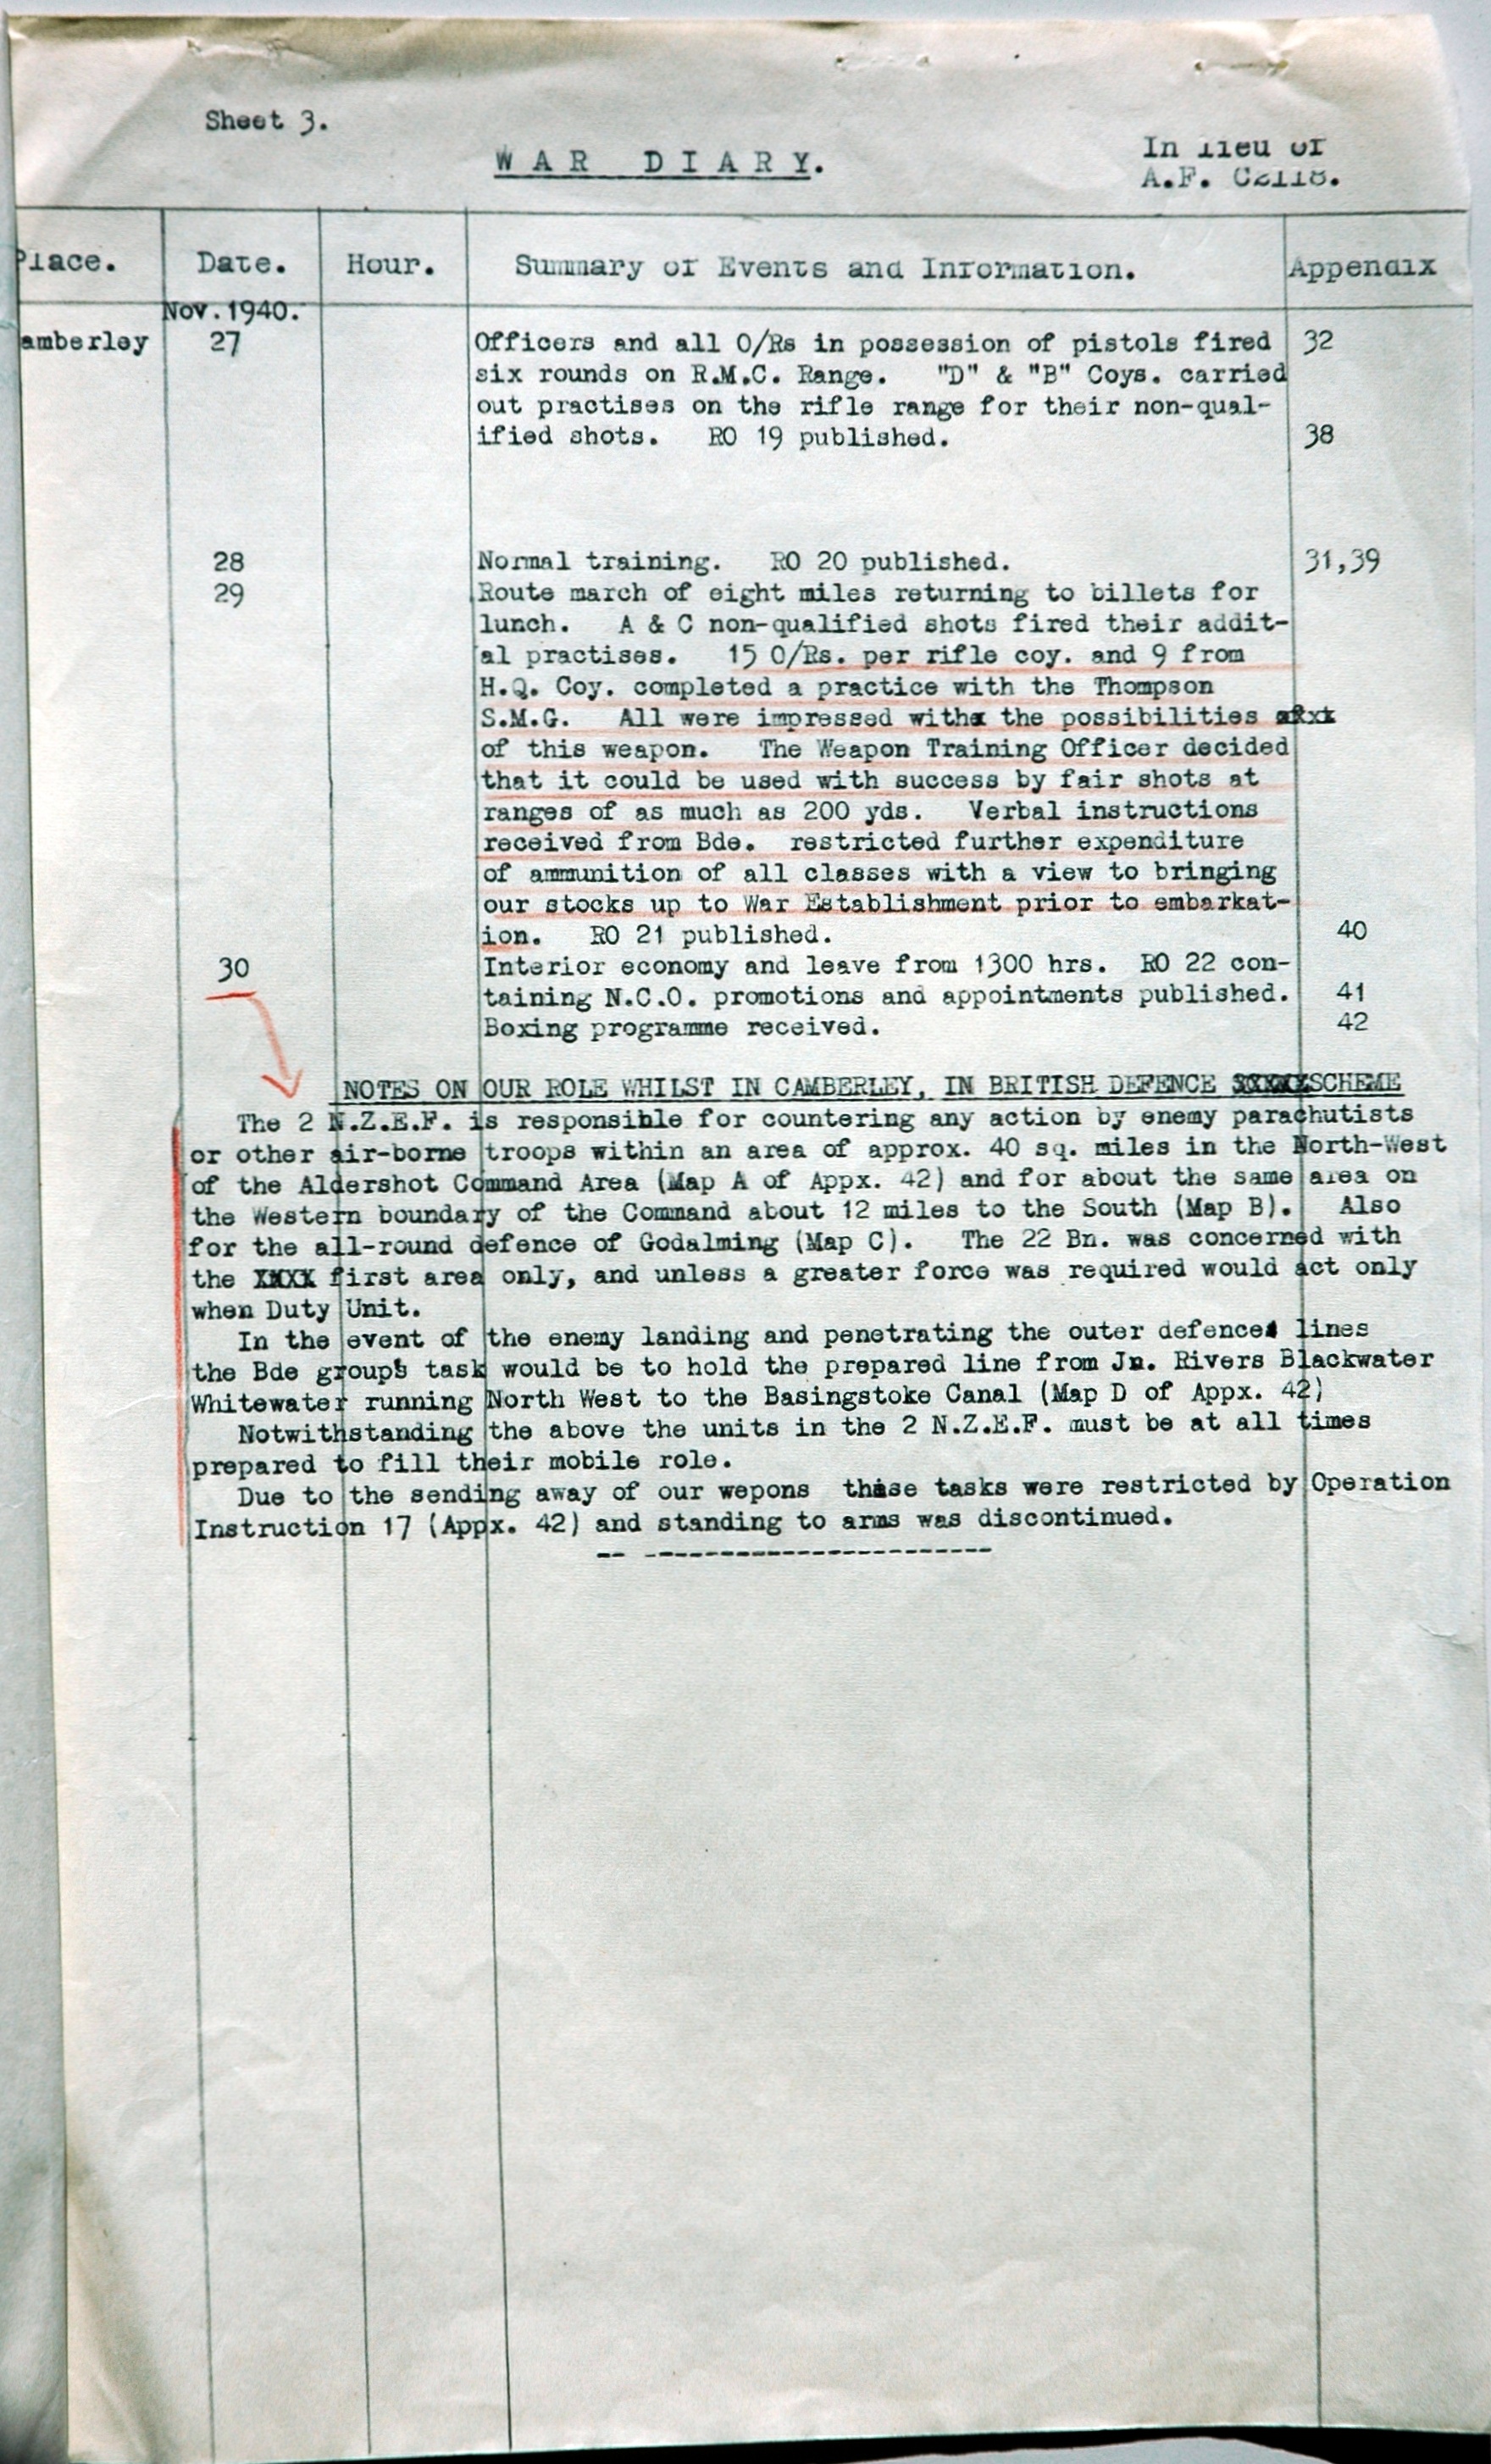 Sheet 3.
WAR DIARY.
In lieu of
A.F. C2118.
Place. Date. Hour. Summary of Events and Information. Appendix
Nov.1940.
amberley 27 Officers and all O/Rs in possession of pistols fired 32
six rounds on R.M.C. Range. "D" & "B" Coys. carried
out practises on the rifle range for their non-qual-
ified shots. RO 19 published. 38
28 Normal training. RO 20 published. 31,39
29 Route march of eight miles returning to billets for
lunch. A & C non-qualified shots fired their addit-
al practises. 15 O/Rs. per rifle coy. and 9 from
H.Q. Coy. completed a practice with the Thompson
S.M.G. All were impressed withx the possibilities
of this weapon. The Weapon Training Officer decided
that it could be used with success by fair shots at
ranges of as much as 200 yds. Verbal instructions
received from Bde. restricted further expenditure
of ammunition of all classes with a view to bringing
our stocks up to War Establishment prior to embarkat-
ion. RO 21 published. 40
30 Interior economy and leave from 1300 hrs. RO 22 con-
taining N.C.O. promotions and appointments published. 41
Boxing programme received. 42
NOTES ON OUR ROLE WHILST IN CAMBERLEY, IN BRITISH DEFENCE SCHEME
The 2 N.Z.E.F. is responsible for countering any action by enemy parachutists
or other air-borne troops within an area of approx. 40 sq. miles in the North-West
of the Aldershot Command Area (Map A of Appx. 42) and for about the same area on
the Western boundary of the Command about 12 miles to the South (Map B). Also
for the all-round defence of Godalming (Map C). The 22 Bn. was concerned with
the XXXX first area only, and unless a greater force was required would act only
when Duty Unit.
In the event of the enemy landing and penetrating the outer defences lines
the Bde group's task would be to hold the prepared line from Jn. Rivers Blackwater
Whitewater running North West to the Basingstoke Canal (Map D of Appx. 42)
Notwithstanding the above the units in the 2 N.Z.E.F. must be at all times
prepared to fill their mobile role.
Due to the sending away of our wepons these tasks were restricted by Operation
Instruction 17 (Appx. 42) and standing to arms was discontinued.